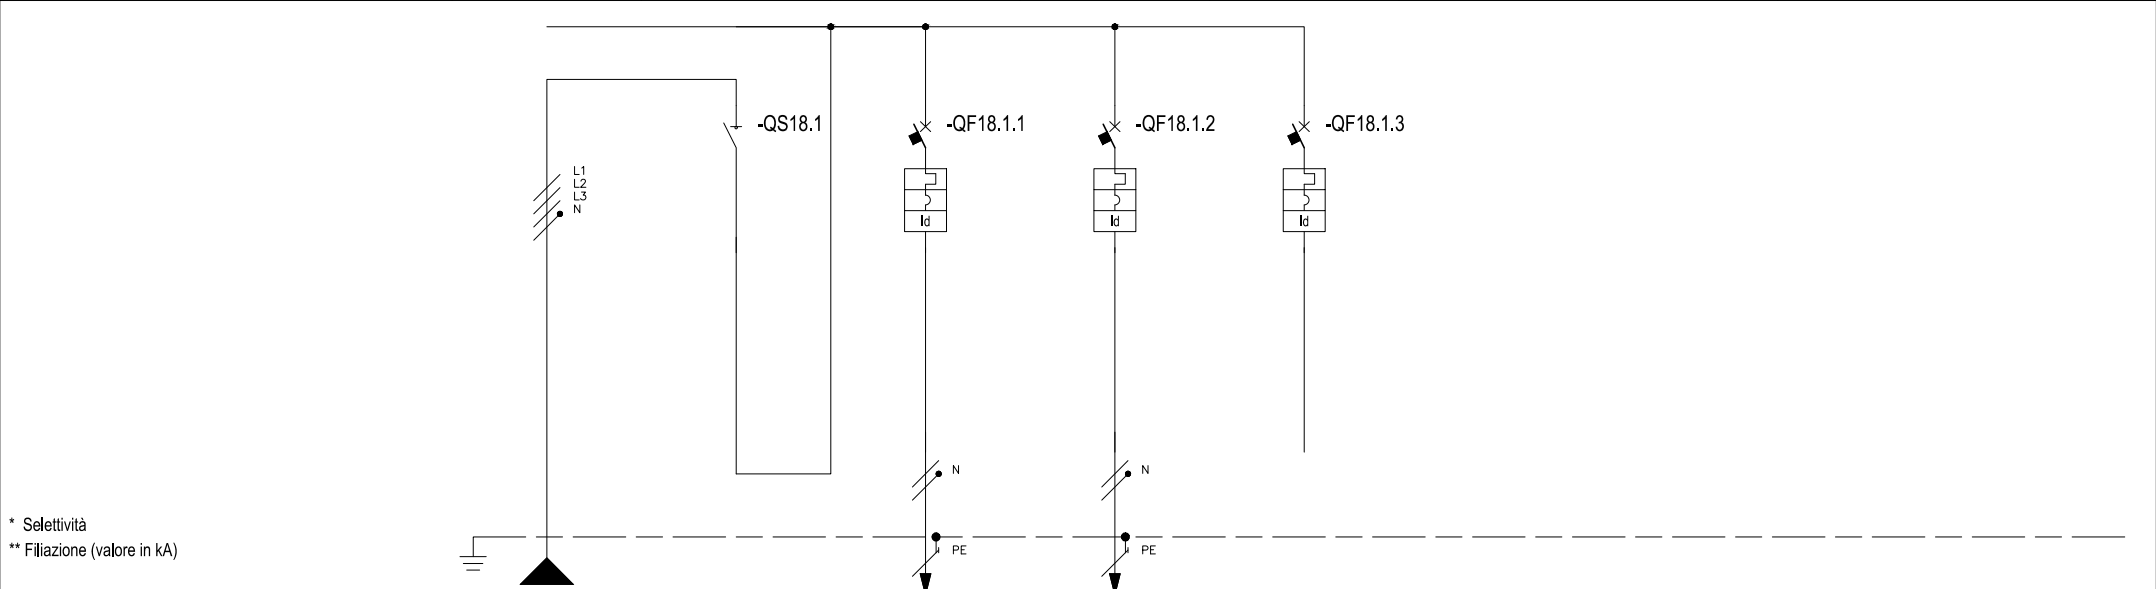 -QS18.1
-QF18.1.1
-QF18.1.2
-QF18.1.3
L1
L2
L3
N
Id
Id
Id
N
N
* Selettività
** Filiazione (valore in kA)
PE
PE